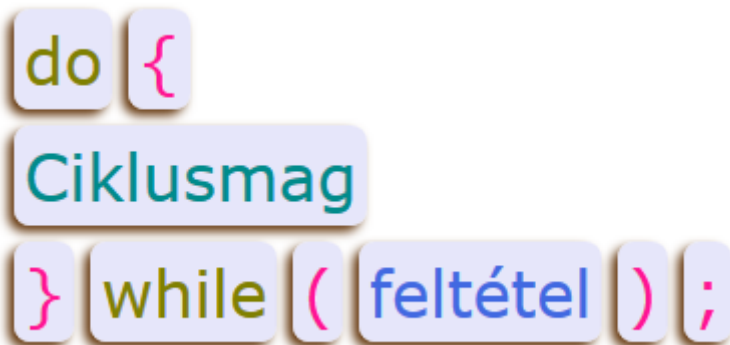 do {
Ciklusmag
} while ( feltétel ) ;